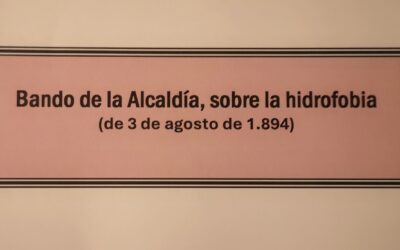 Bando de la Alcaldía, sobre la hidrofobia
(de 3 de agosto de 1.894)